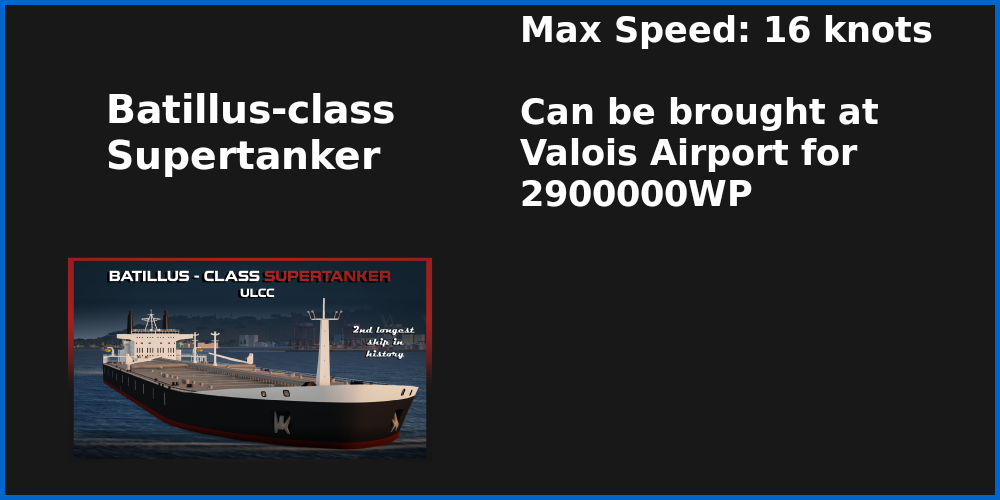 Batillus-class
Supertanker
BATILLUS - CLASS SUPERTANKER
ULCC
2nd longest
ship in
history
Max Speed: 16 knots
Can be brought at
Valois Airport for
2900000WP